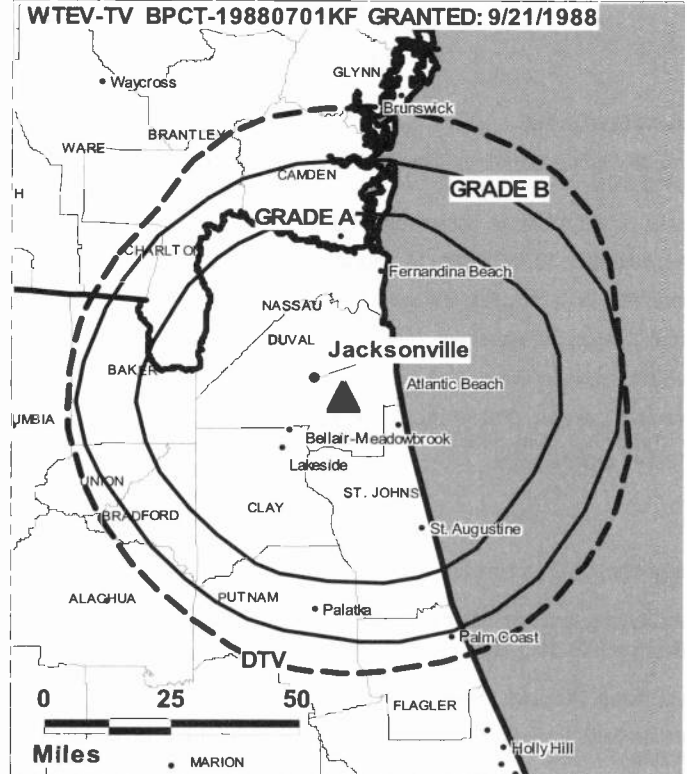 WTEV-TV BPCT-19880701KF GRANTED: 9/21/1988
GLYNN
Waycross
Brunswick
BRANTLEY
WARE
CAMDEN
GRADE B
H
GRADE A
CHARLTON
Fernandina Beach
NASSAU
DUVAL
Jacksonville
BAKER
Atlantic Beach
UMBIA
Bellair-Meadowbrook
Lakeside
UNION
ST. JOHNS
CLAY
BRADFORD
St. Augustine
ALACHUA
PUTNAM
Palatka
Palm Coast
DTV
0 25 50
FLAGLER
Miles
Holly Hill
MARION